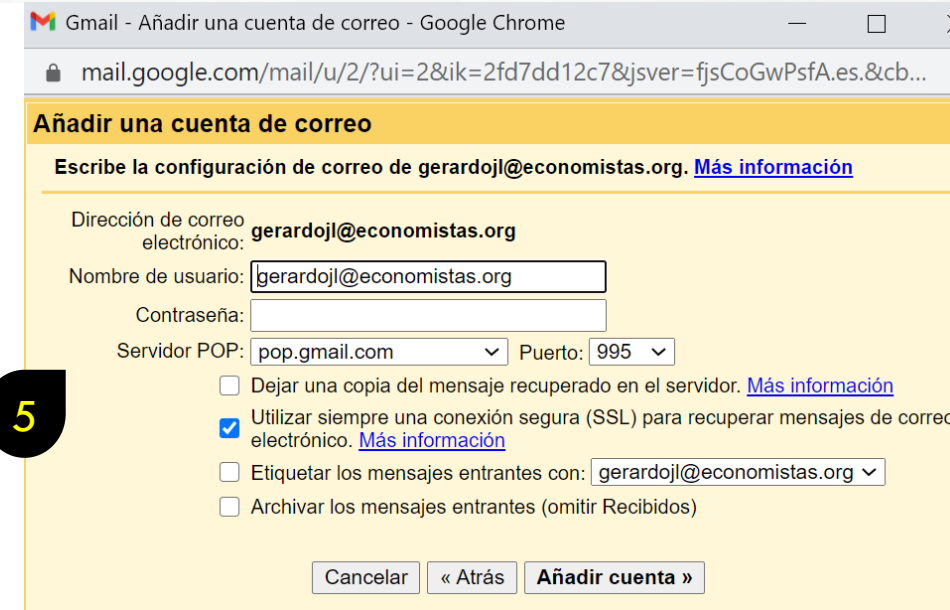 Gmail - Añadir una cuenta de correo - Google Chrome
mail.google.com/mail/u/2/?ui=2&ik=2fd7dd12c7&jsver=fjsCoGwPsfA.es.&cb...
Añadir una cuenta de correo
Escribe la configuración de correo de gerardojl@economistas.org. Más información
Dirección de correo
electrónico: gerardojl@economistas.org
Nombre de usuario: gerardojl@economistas.org
Contraseña:
Servidor POP: pop.gmail.com Puerto: 995
Dejar una copia del mensaje recuperado en el servidor. Más información
5
Utilizar siempre una conexión segura (SSL) para recuperar mensajes de correo
electrónico. Más información
Etiquetar los mensajes entrantes con: gerardojl@economistas.org
Archivar los mensajes entrantes (omitir Recibidos)
Cancelar « Atrás Añadir cuenta »